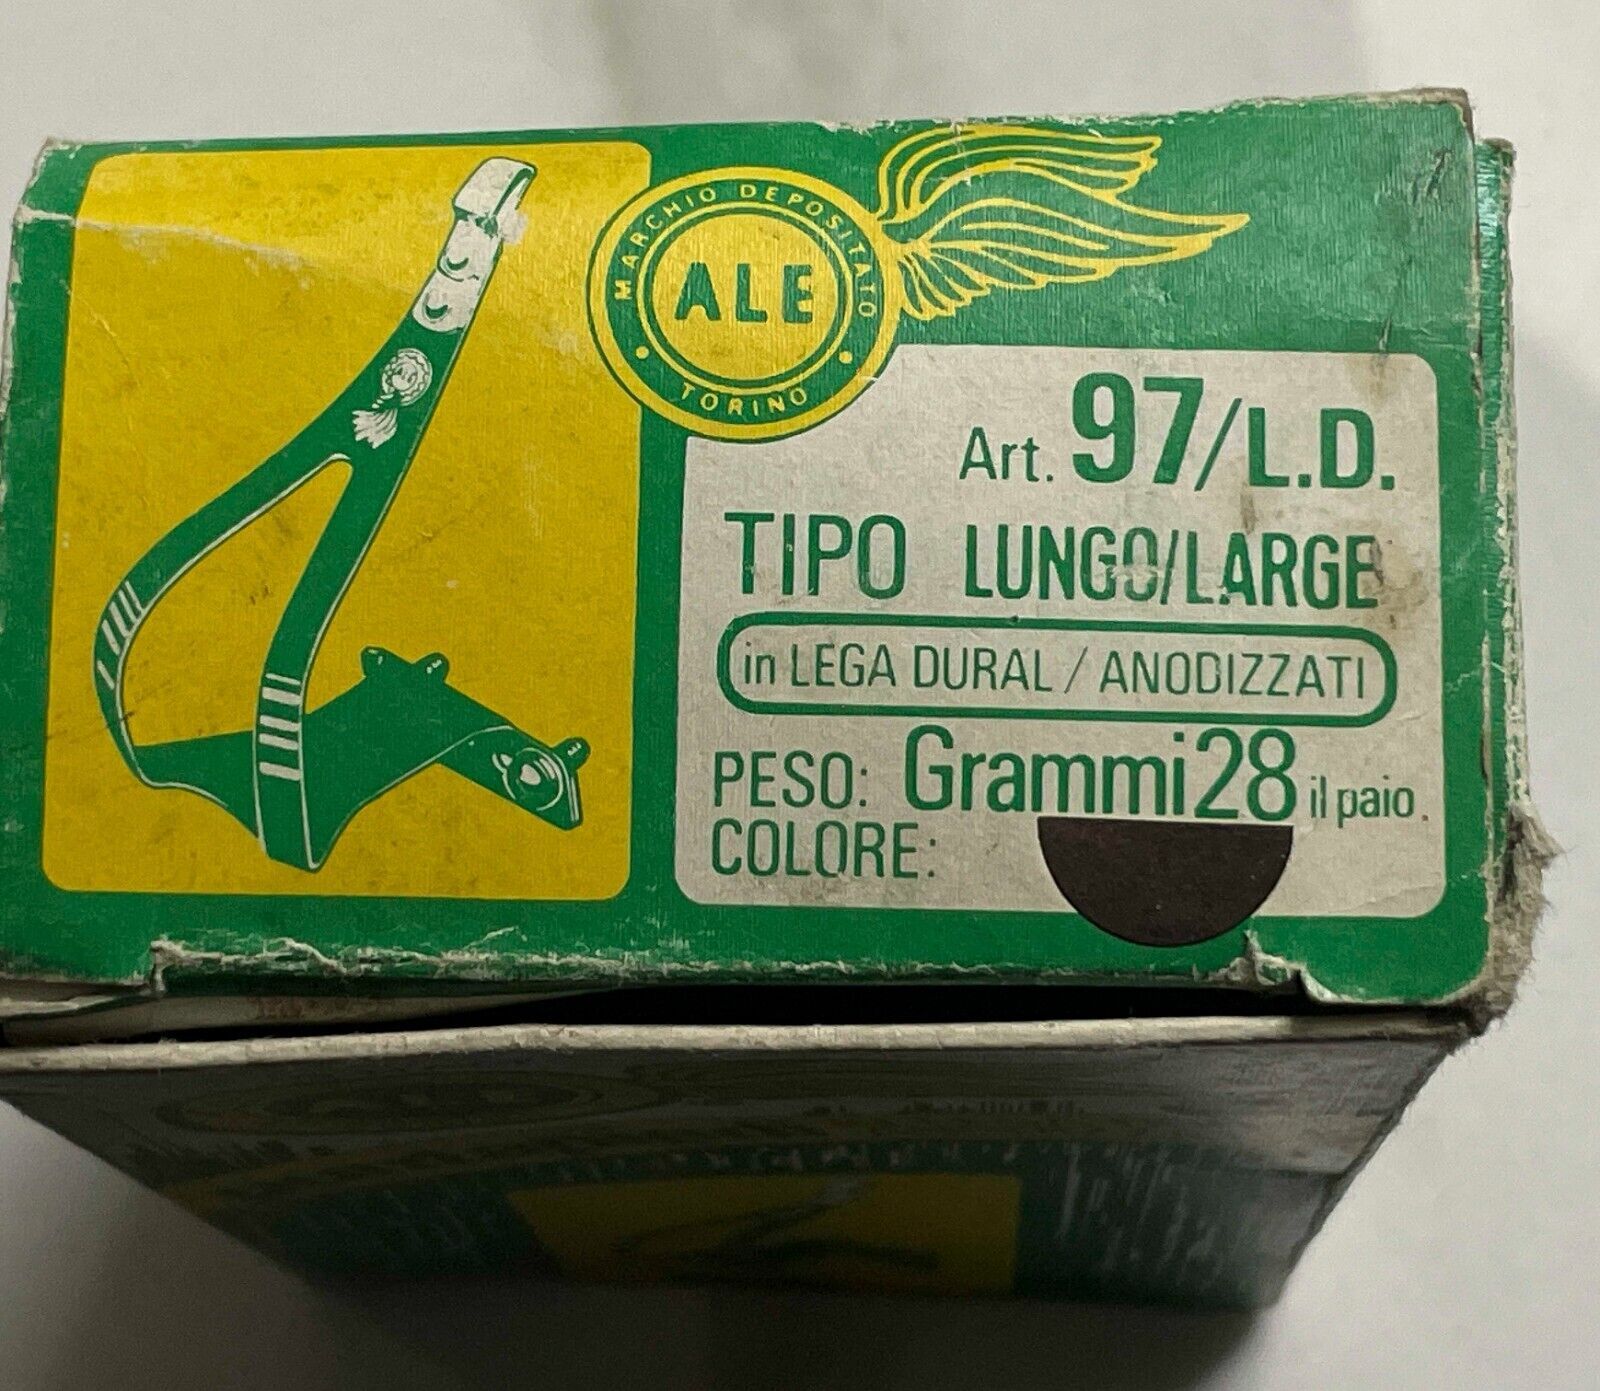 MARCHIO DEPOSITATO
ALE
TORINO
Art. 97/L.D.
TIPO LUNGO/LARGE
in LEGA DURAL / ANODIZZATI
PESO: Grammi 28 il paio.
COLORE: